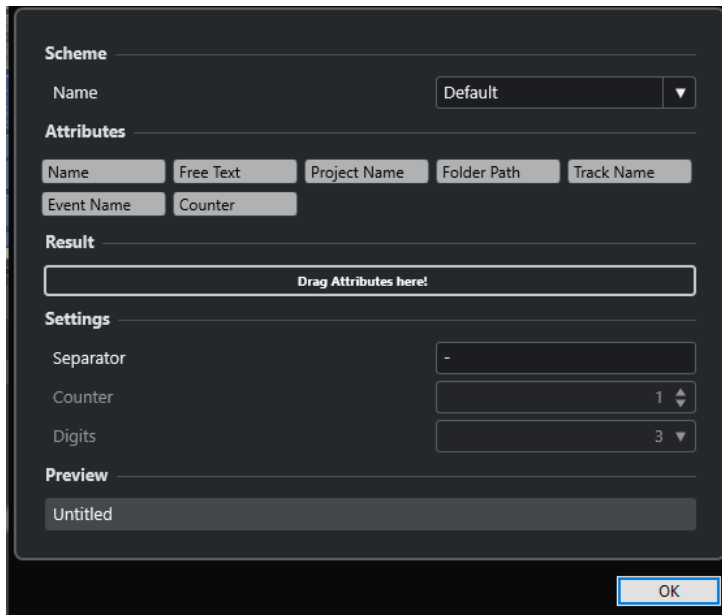 Scheme
Name Default
Attributes
Name Free Text Project Name Folder Path Track Name
Event Name Counter
Result
Drag Attributes here!
Settings
Separator -
Counter 1
Digits 3
Preview
Untitled
OK